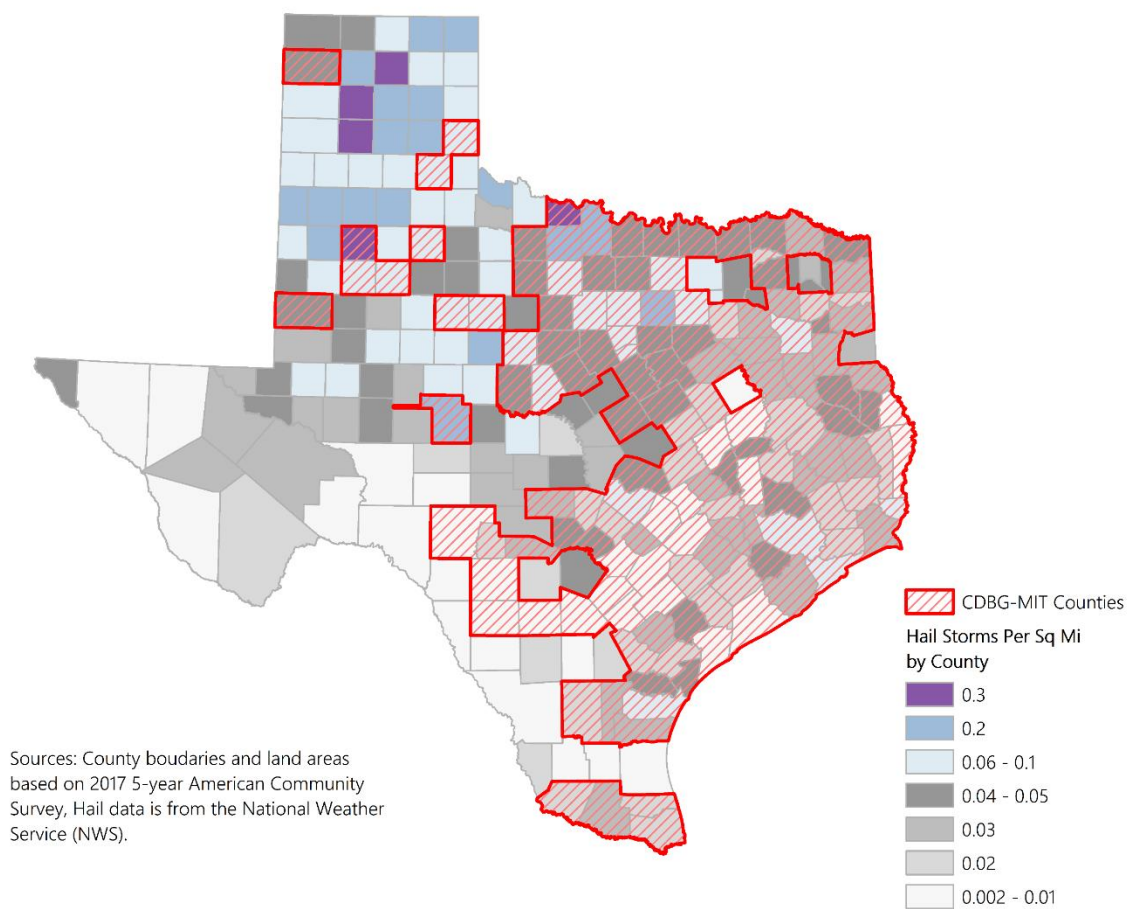 CDBG-MIT Counties
Hail Storms Per Sq Mi
by County
0.3
0.2
0.06 - 0.1
0.04 - 0.05
0.03
0.02
0.002 - 0.01
Sources: County boudaries and land areas
based on 2017 5-year American Community
Survey, Hail data is from the National Weather
Service (NWS).